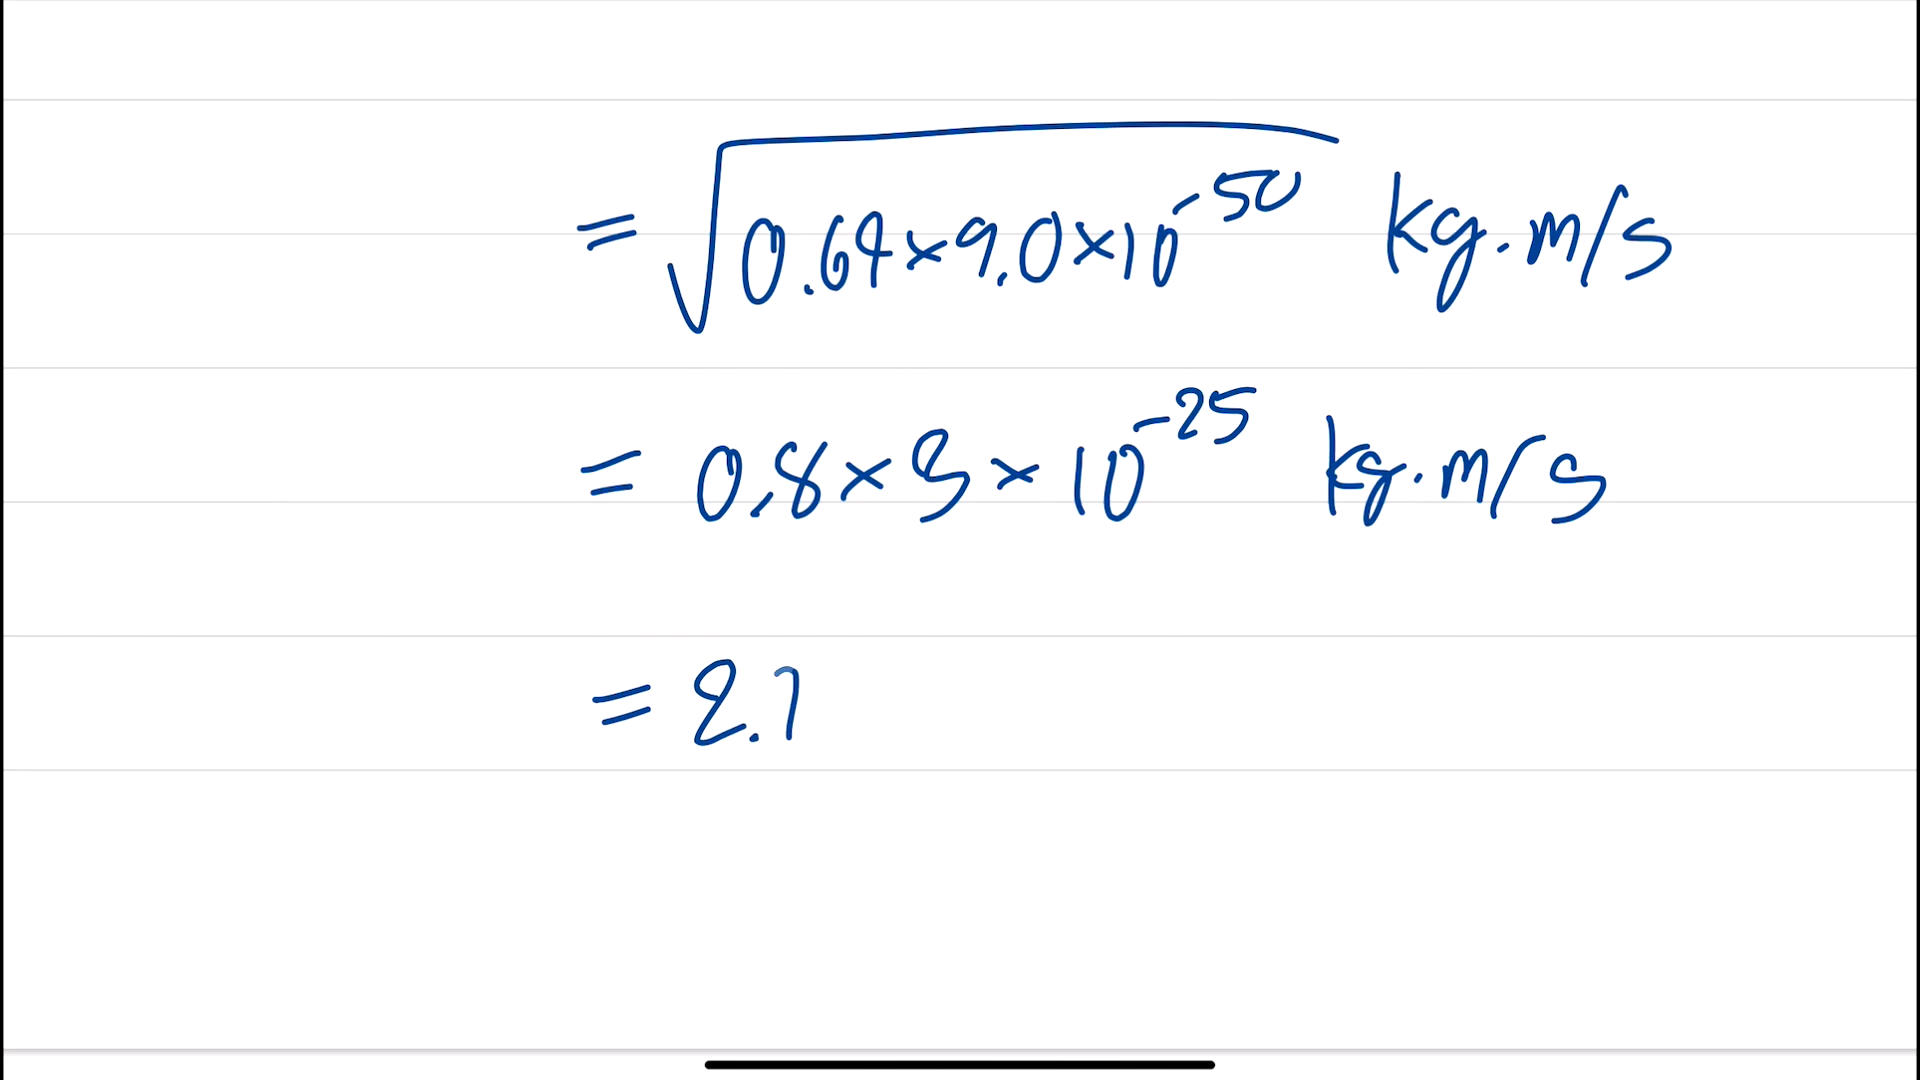 = √0.64×9.0×10⁻⁵⁰ kg.m/s
= 0.8×3×10⁻²⁵ kg.m/s
= 2.7